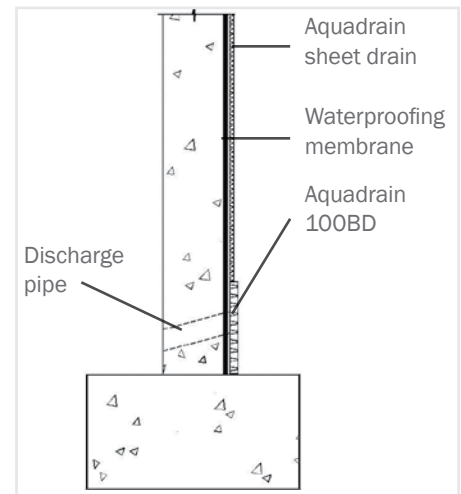 Aquadrain
sheet drain
Waterproofing
membrane
Aquadrain
100BD
Discharge
pipe